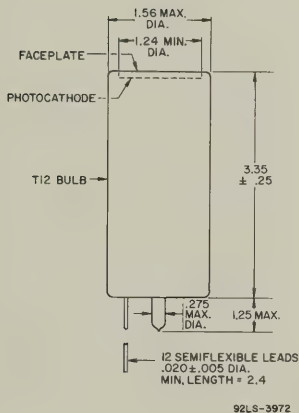 1.56 MAX.
DIA.
1.24 MIN.
DIA.
FACEPLATE
PHOTOCATHODE
3.35
± .25
T12 BULB
.275
MAX.
DIA.
1.25 MAX.
12 SEMIFLEXIBLE LEADS
.020±.005 DIA.
MIN. LENGTH = 2.4
92LS-3972